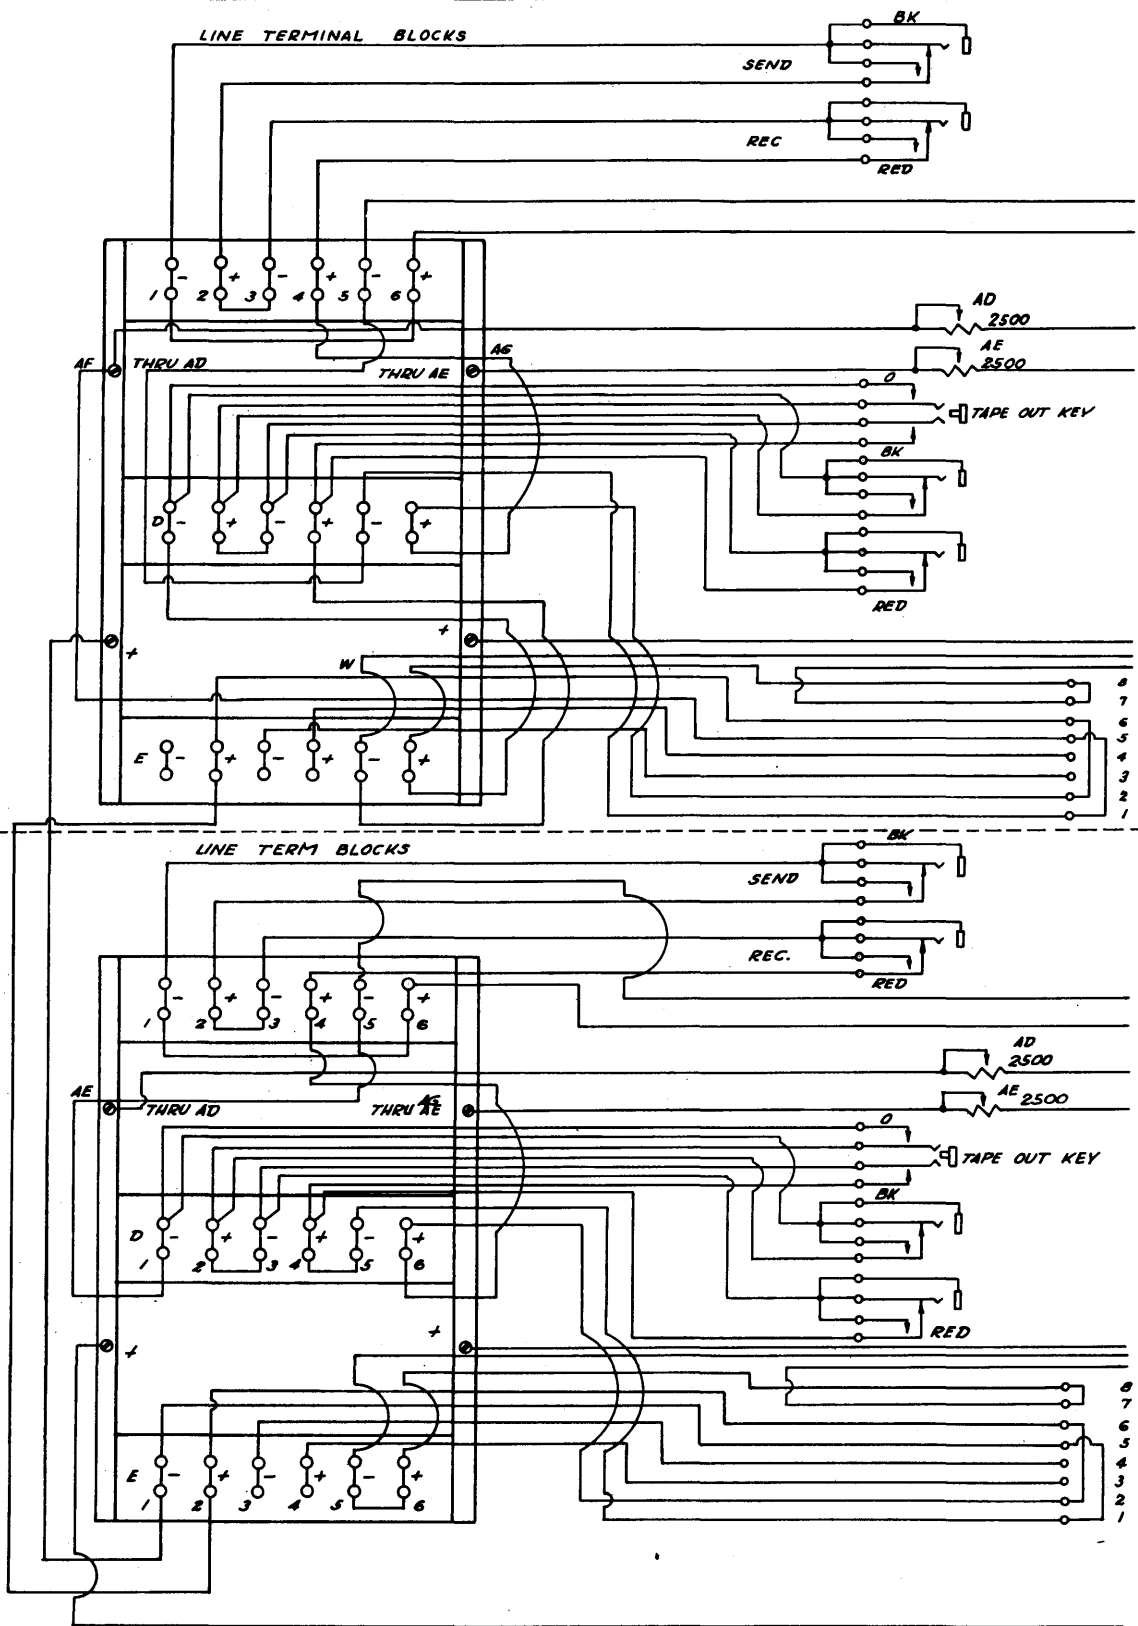 BK
LINE TERMINAL BLOCKS
SEND
REC
RED
- + - + - +
1 2 3 4 5 6
AD
2500
AG
AE
2500
AF THRU AD THRU AE
O
TAPE OUT KEY
BK
D - + - + - +
RED
+ +
W
8
7
6
5
4
3
2
1
E - + - + - +
BK
LINE TERM BLOCKS
SEND
REC.
RED
- + - + - +
1 2 3 4 5 6
AD
2500
AE THRU AD THRU AE
AG
AE 2500
O
TAPE OUT KEY
BK
D - + - + - +
1 2 3 4 5 6
RED
+ +
8
7
6
5
4
3
2
1
E - + - + - +
1 2 3 4 5 6